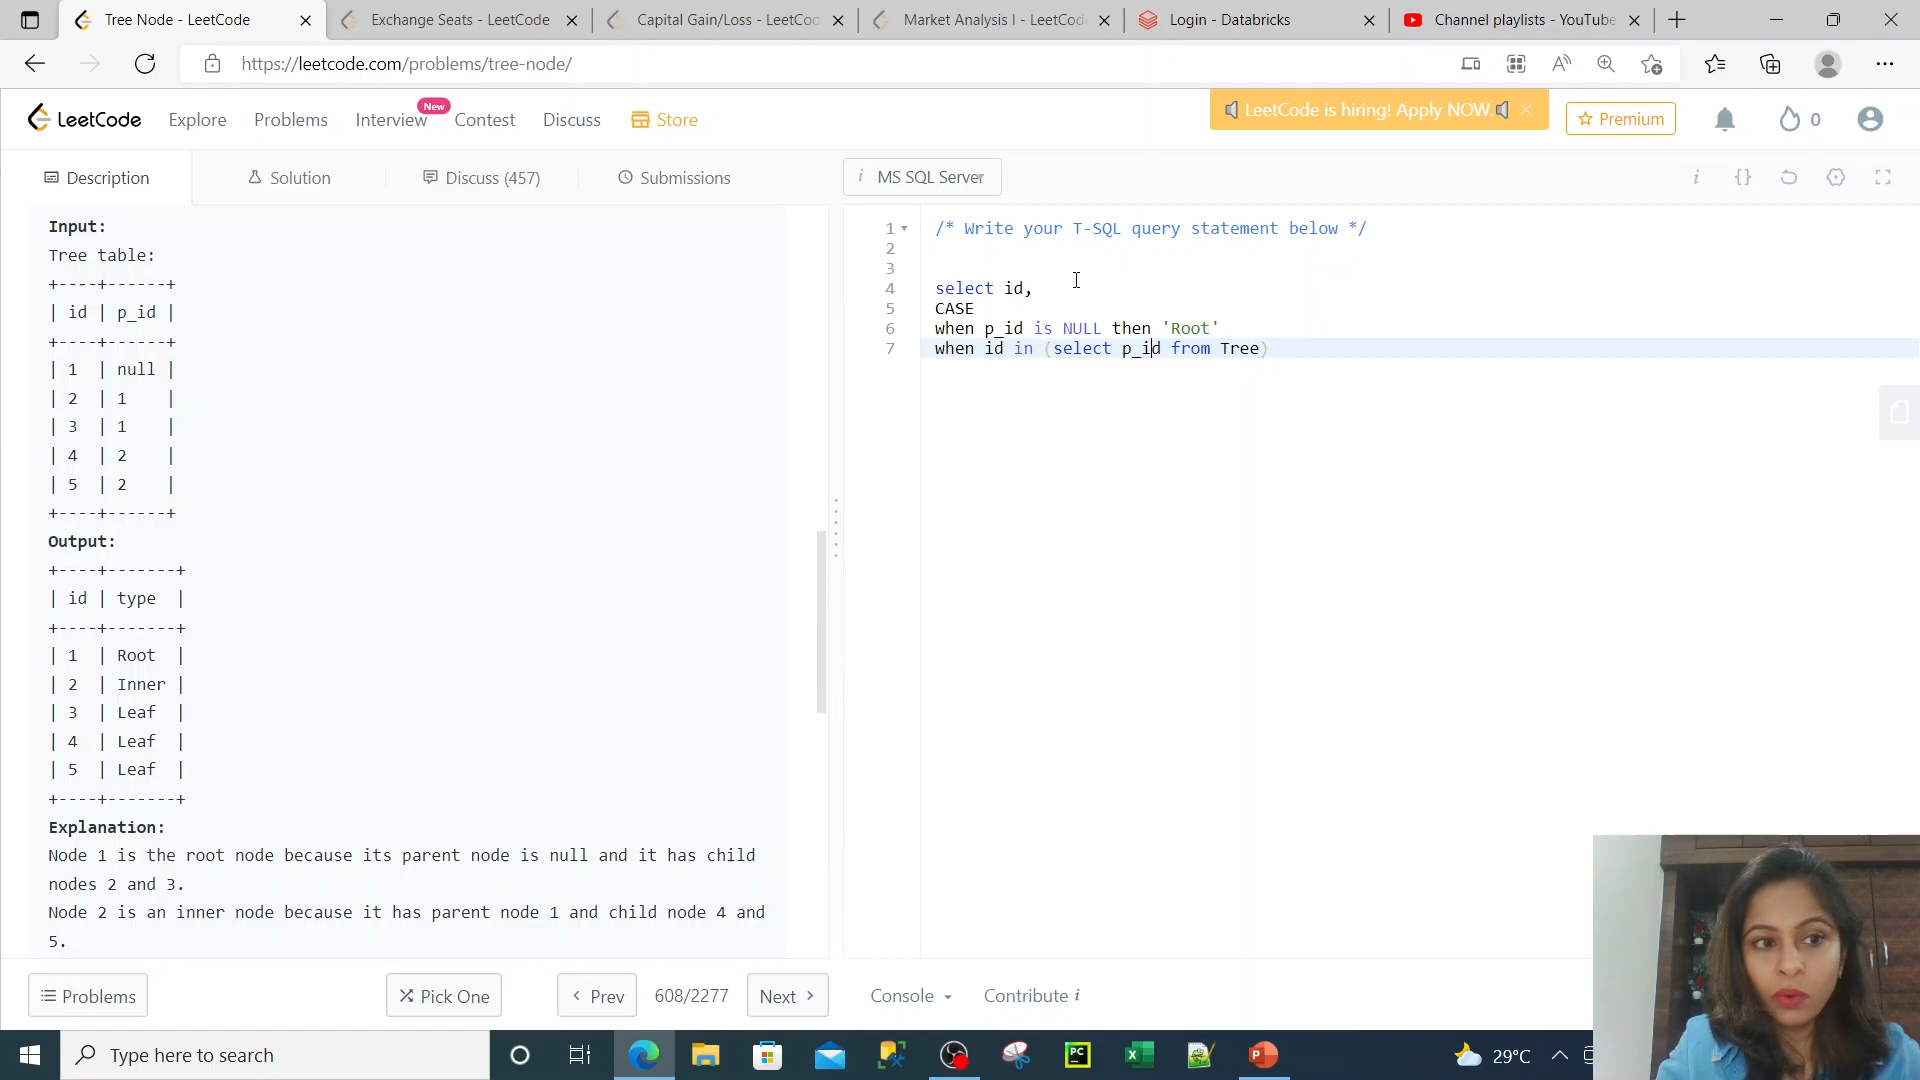 Tree Node - LeetCode
Exchange Seats - LeetCode
Capital Gain/Loss - LeetCo
Market Analysis I - LeetCod
Login - Databricks
Channel playlists - YouTube
https://leetcode.com/problems/tree-node/
LeetCode
Explore
Problems
Interview
New
Contest
Discuss
Store
LeetCode is hiring! Apply NOW.
Premium
0
Description
Solution
Discuss (457)
Submissions
i MS SQL Server
i
{}
Input:
Tree table:
+----+------+
| id | p_id |
+----+------+
| 1 | null |
| 2 | 1 |
| 3 | 1 |
| 4 | 2 |
| 5 | 2 |
+----+------+
Output:
+----+-------+
| id | type |
+----+-------+
| 1 | Root |
| 2 | Inner |
| 3 | Leaf |
| 4 | Leaf |
| 5 | Leaf |
+----+-------+
Explanation:
Node 1 is the root node because its parent node is null and it has child
nodes 2 and 3.
Node 2 is an inner node because it has parent node 1 and child node 4 and
5.
1 /* Write your T-SQL query statement below */
2
3
4 select id,
5 CASE
6 when p_id is NULL then 'Root'
7 when id in (select p_id from Tree)
Problems
Pick One
Prev
608/2277
Next
Console
Contribute i
Type here to search
29°C